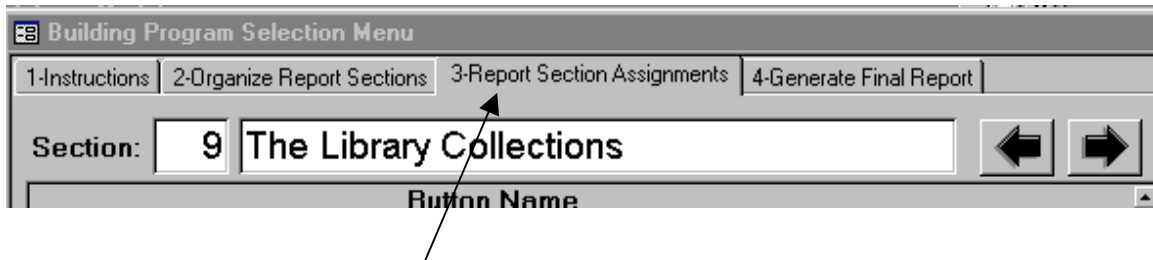 Building Program Selection Menu
1-Instructions 2-Organize Report Sections 3-Report Section Assignments 4-Generate Final Report
Section: 9 The Library Collections
Button Name